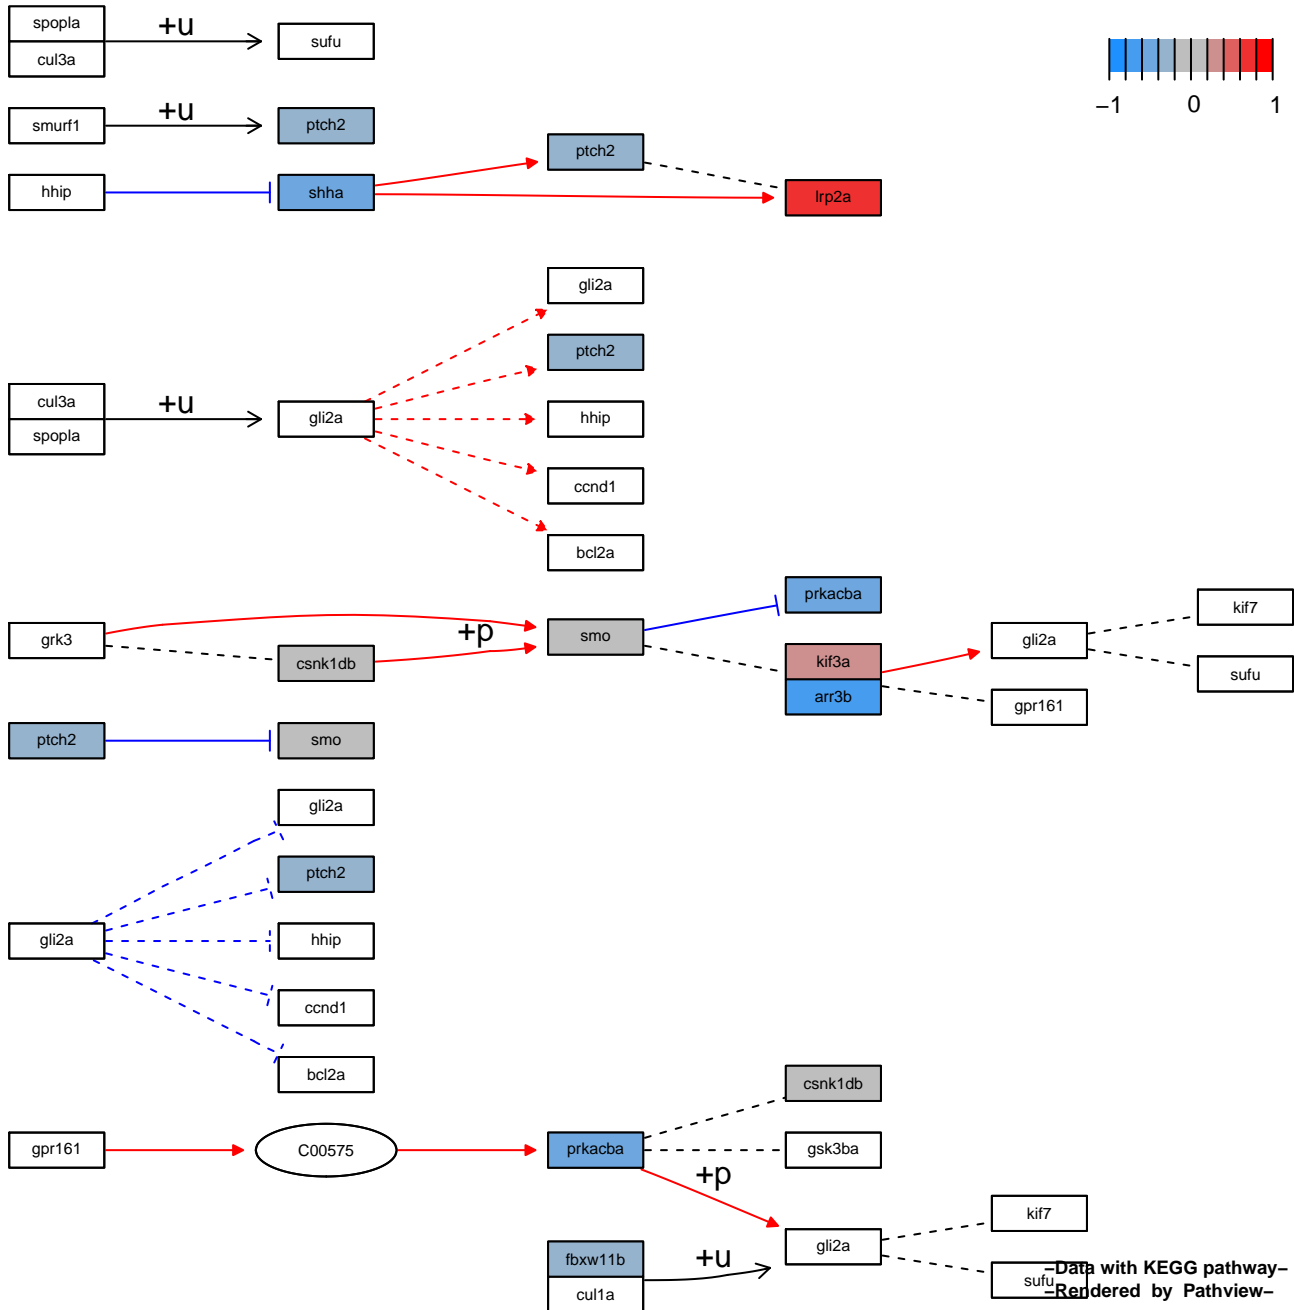 spopla
+u
sufu
cul3a
−1
0
1
smurf1
+u
ptch2
ptch2
hhip
shha
lrp2a
gli2a
ptch2
cul3a
+u
gli2a
hhip
spopla
ccnd1
bcl2a
prkacba
kif7
grk3
+p
smo
gli2a
csnk1db
kif3a
sufu
arr3b
gpr161
ptch2
smo
gli2a
ptch2
gli2a
hhip
ccnd1
bcl2a
csnk1db
gpr161
C00575
prkacba
gsk3ba
+p
kif7
gli2a
fbxw11b
+u
cul1a
sufu
−Data with KEGG pathway−
−Rendered by Pathview−